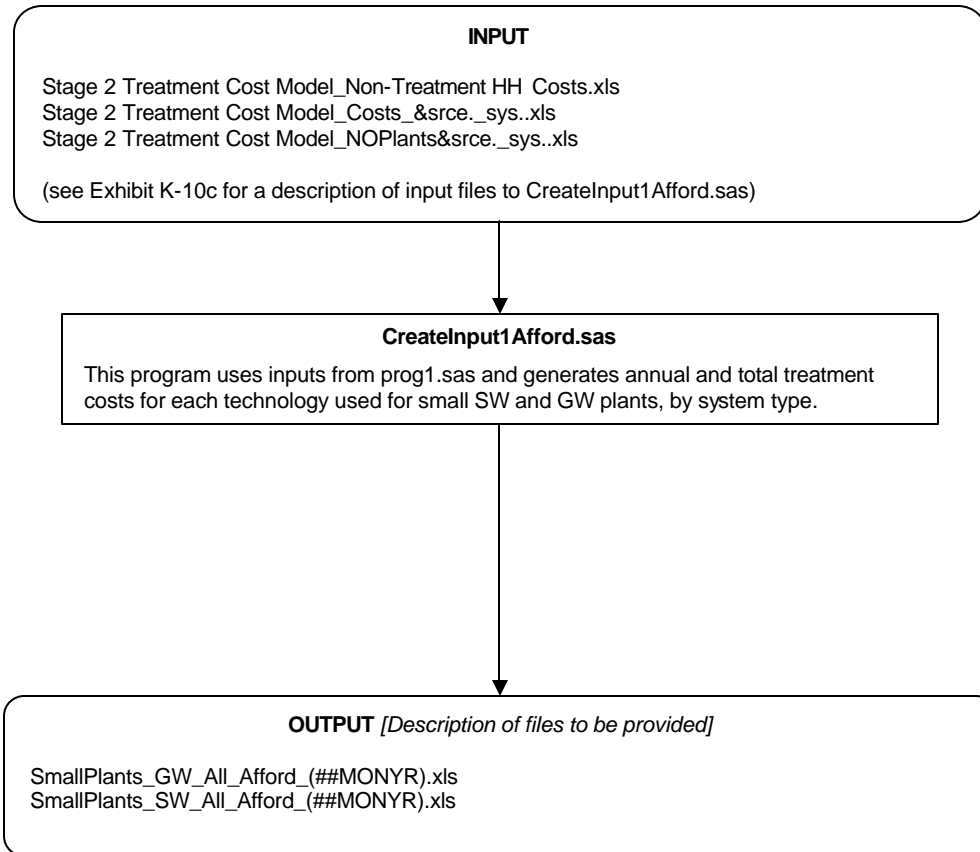 INPUT
Stage 2 Treatment Cost Model_Non-Treatment HH Costs.xls
Stage 2 Treatment Cost Model_Costs_&srce._sys..xls
Stage 2 Treatment Cost Model_NOPlants&srce._sys..xls
(see Exhibit K-10c for a description of input files to CreateInput1Afford.sas)
CreateInput1Afford.sas
This program uses inputs from prog1.sas and generates annual and total treatment
costs for each technology used for small SW and GW plants, by system type.
OUTPUT [Description of files to be provided]
SmallPlants_GW_All_Afford_(##MONYR).xls
SmallPlants_SW_All_Afford_(##MONYR).xls